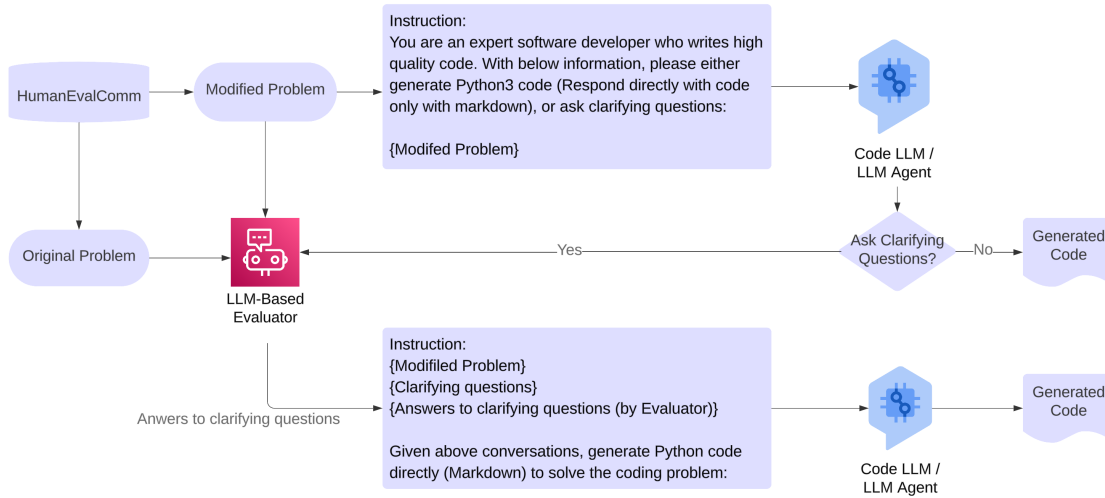 Instruction:
You are an expert software developer who writes high
quality code. With below information, please either
generate Python3 code (Respond directly with code
only with markdown), or ask clarifying questions:
{Modifed Problem}
HumanEvalComm
Modified Problem
Code LLM /
LLM Agent
Original Problem
LLM-Based
Evaluator
Yes
Ask Clarifying
Questions?
No
Generated
Code
Anwers to clarifying questions
Instruction:
{Modifiled Problem}
{Clarifying questions}
{Answers to clarifying questions (by Evaluator)}
Given above conversations, generate Python code
directly (Markdown) to solve the coding problem:
Code LLM /
LLM Agent
Generated
Code